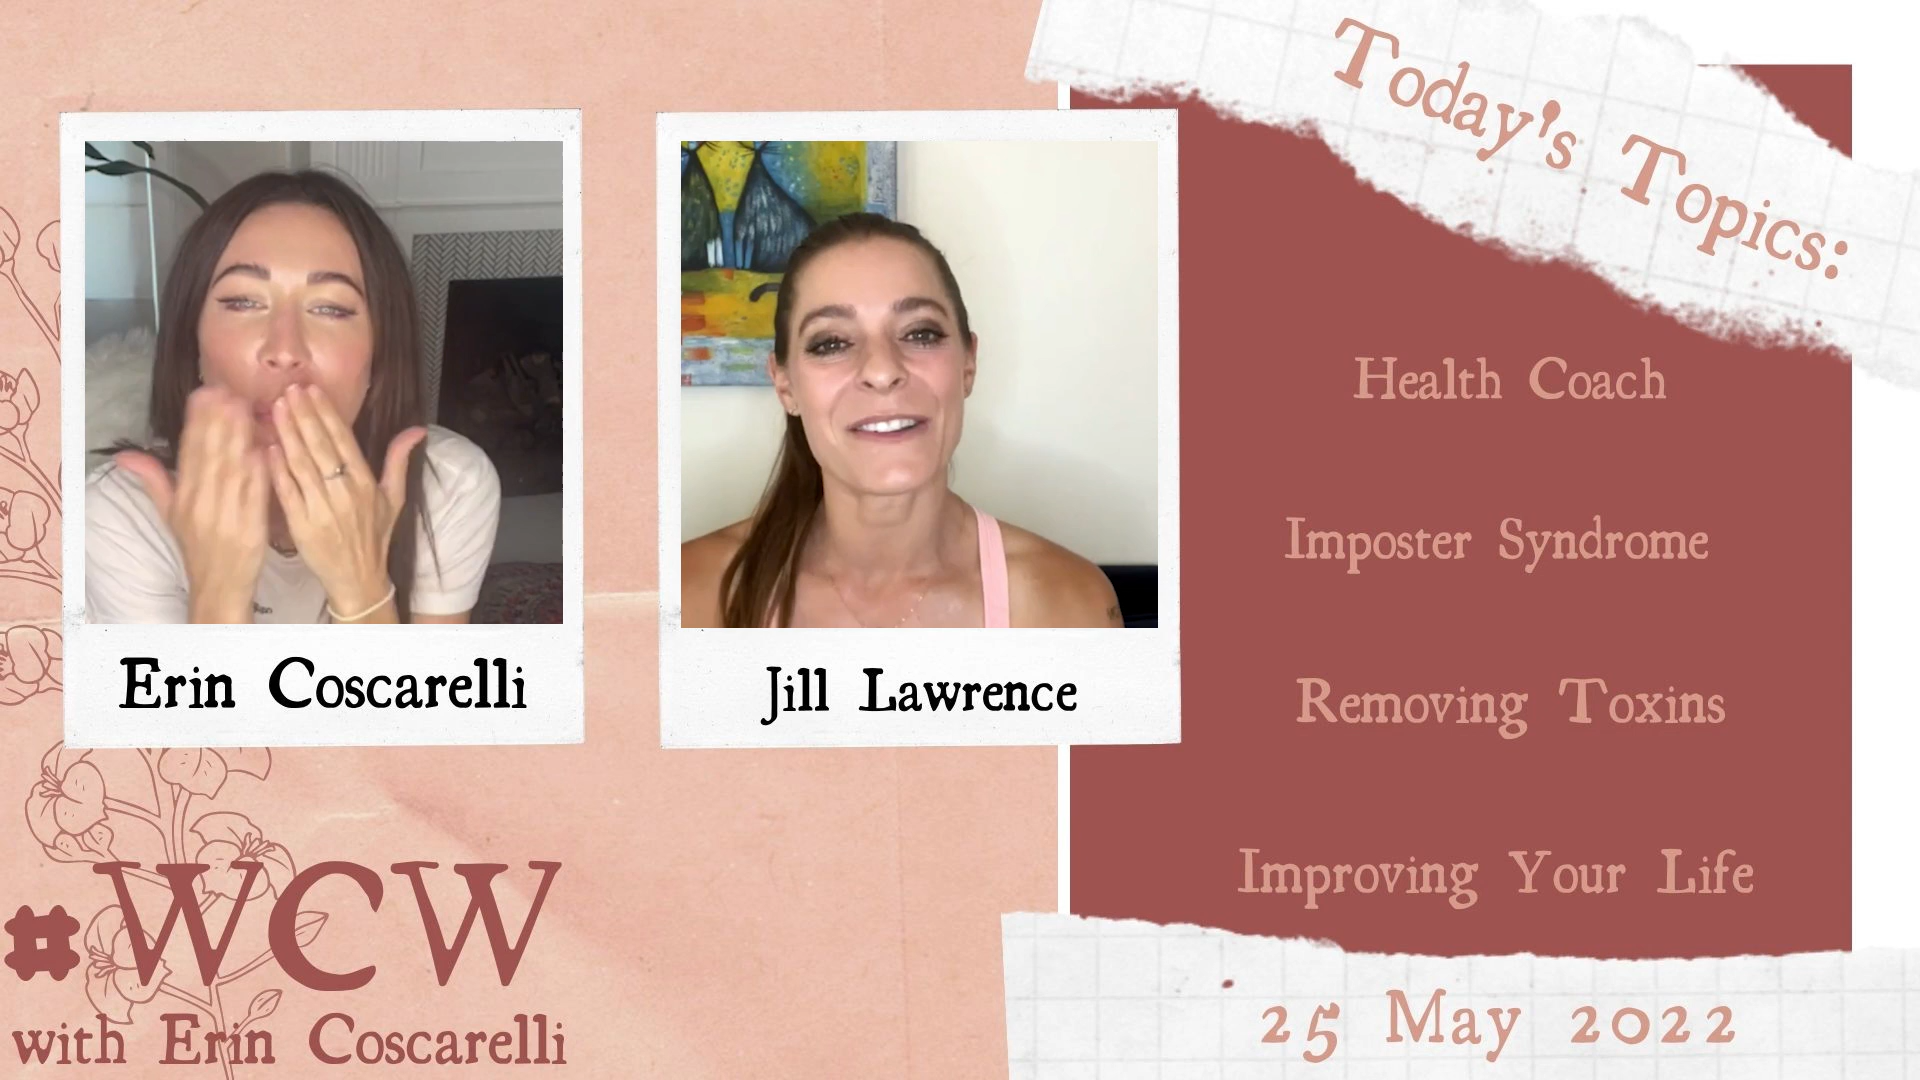 Today's Topics:
Erin Coscarelli
Jill Lawrence
Health Coach
Imposter Syndrome
Removing Toxins
Improving Your Life
#WCW
with Erin Coscarelli
25 May 2022